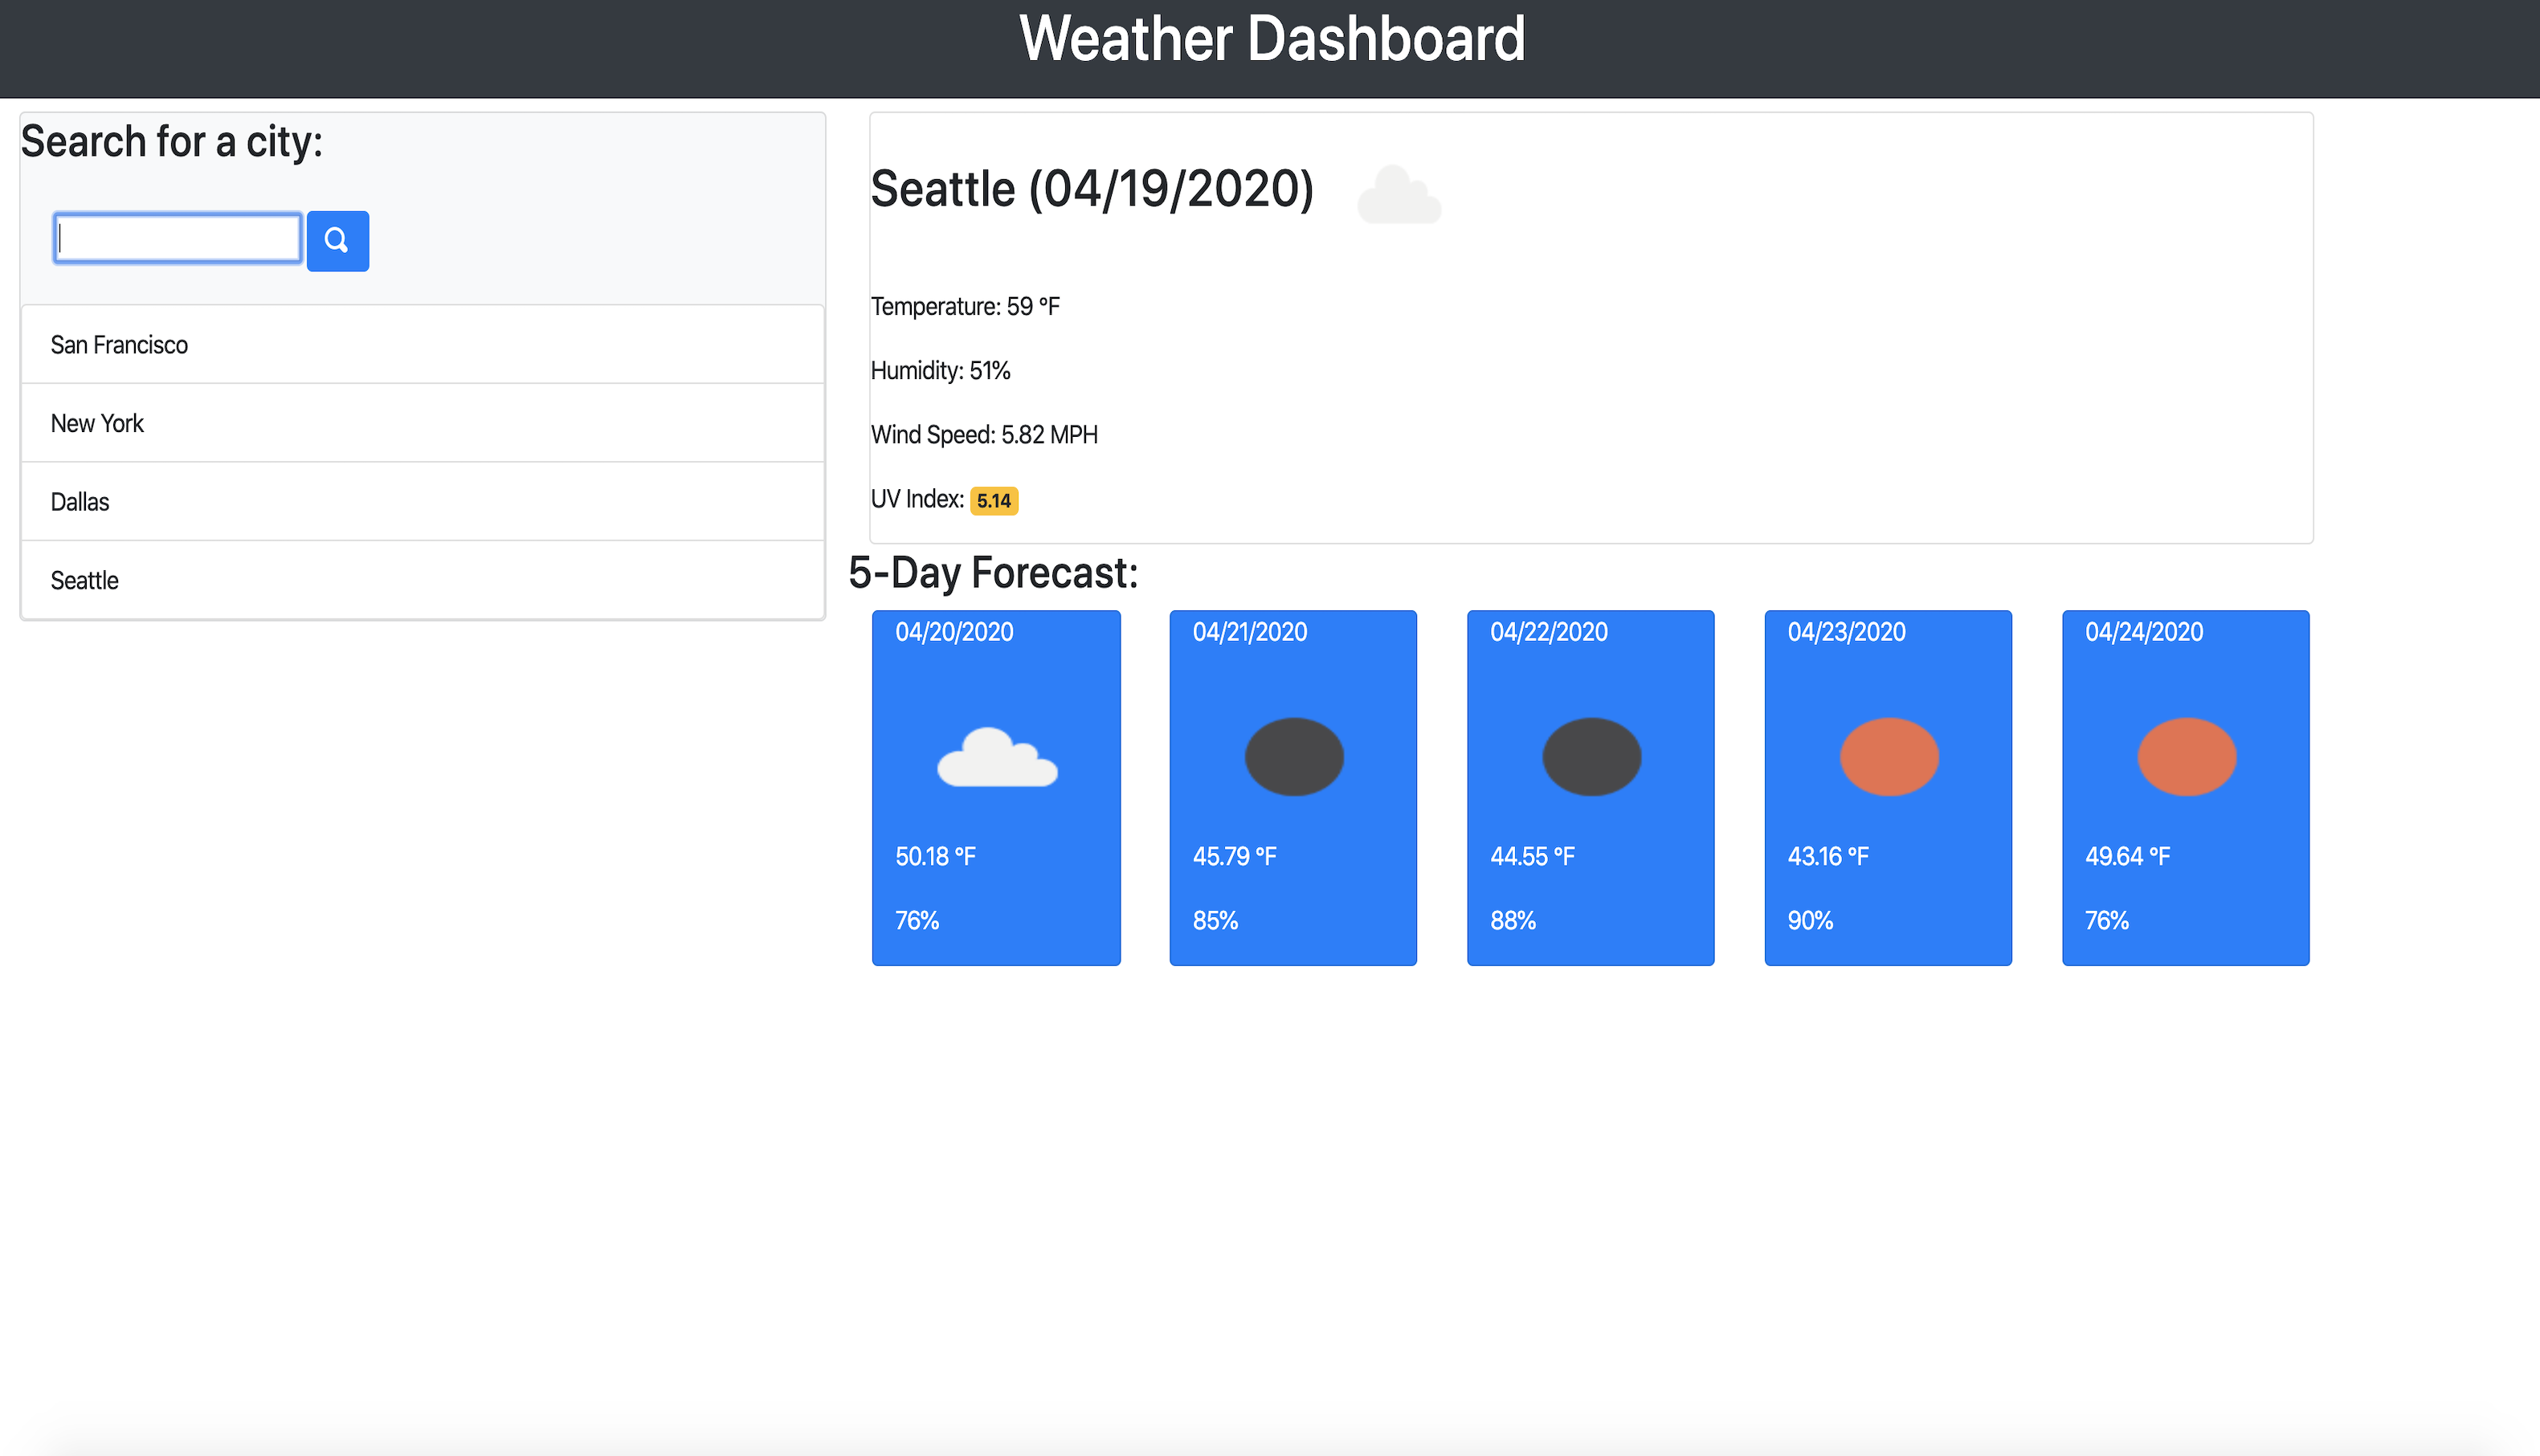 Weather Dashboard
Search for a city:
San Francisco
New York
Dallas
Seattle
Seattle (04/19/2020)
Temperature: 59 °F
Humidity: 51%
Wind Speed: 5.82 MPH
UV Index: 5.14
5-Day Forecast:
04/20/2020
50.18 °F
76%
04/21/2020
45.79 °F
85%
04/22/2020
44.55 °F
88%
04/23/2020
43.16 °F
90%
04/24/2020
49.64 °F
76%